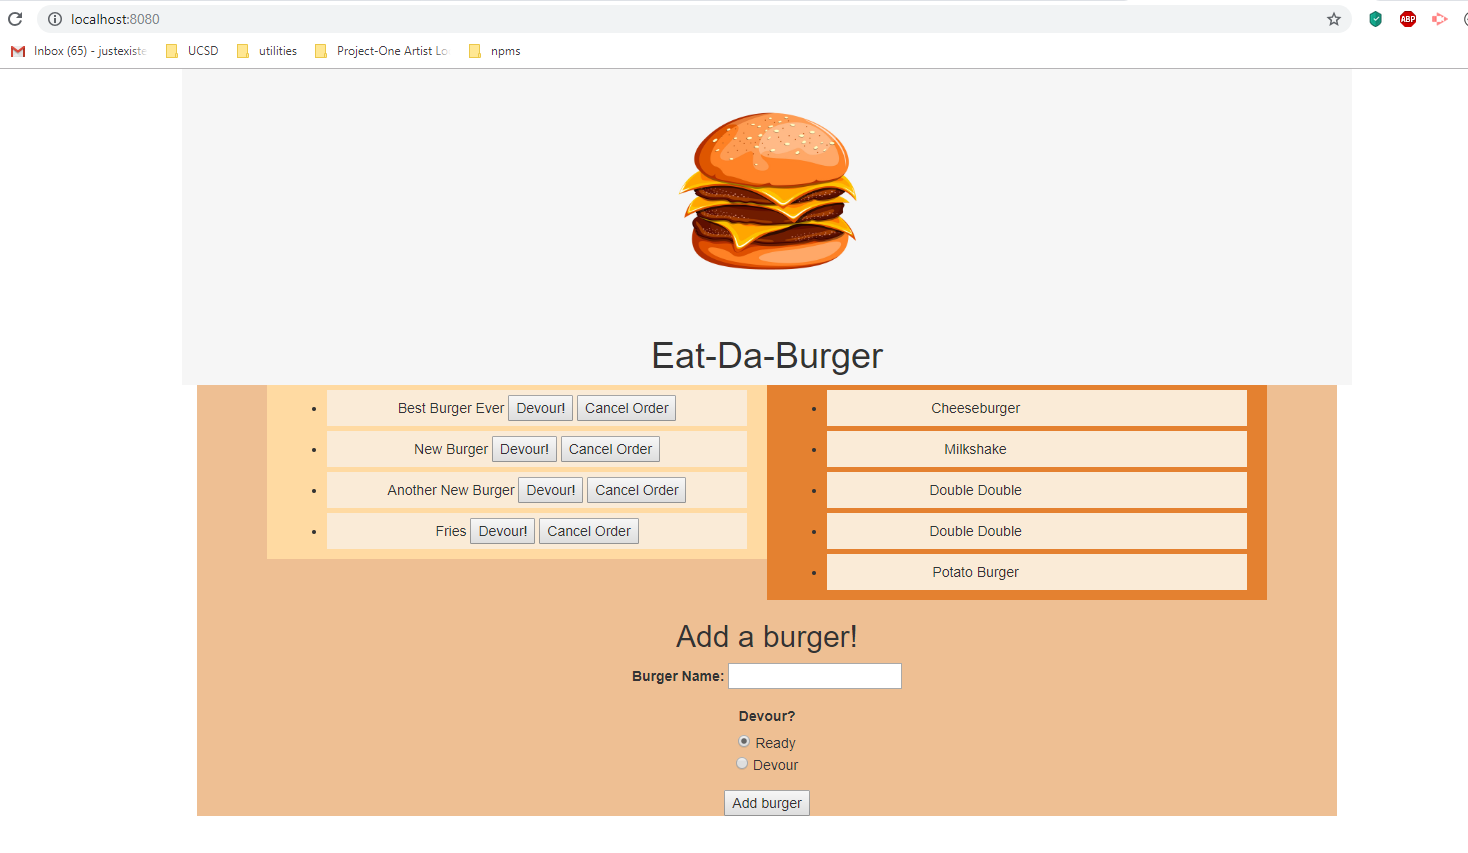 localhost:8080
ABP
Inbox (65) - justexiste
UCSD
utilities
Project-One Artist Lo
npms
Eat-Da-Burger
Best Burger Ever Devour! Cancel Order
New Burger Devour! Cancel Order
Another New Burger Devour! Cancel Order
Fries Devour! Cancel Order
Cheeseburger
Milkshake
Double Double
Double Double
Potato Burger
Add a burger!
Burger Name:
Devour?
Ready
Devour
Add burger